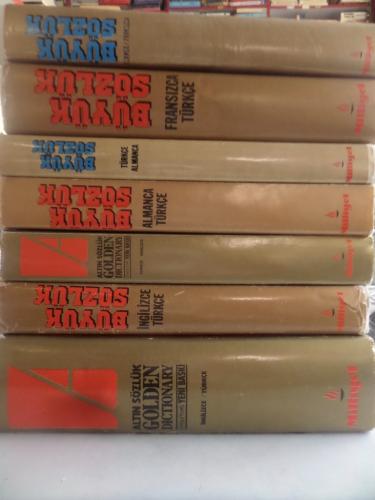 BÜYÜK
SÖZLÜK
Milliyet
BÜYÜK
SÖZLÜK
FRANSIZCA
TÜRKÇE
Milliyet
BÜYÜK
SÖZLÜK
TÜRKÇE
ALMANCA
Milliyet
BÜYÜK
SÖZLÜK
ALMANCA
TÜRKÇE
Milliyet
A
ALTIN SÖZLÜK
GOLDEN
DICTIONARY
YENİ BASKI
Milliyet
BÜYÜK
SÖZLÜK
İNGİLİZCE
TÜRKÇE
Milliyet
A
ALTIN SÖZLÜK
GOLDEN
DICTIONARY
YENİ BASKI
İNGİLİZCE / TÜRKÇE
Milliyet